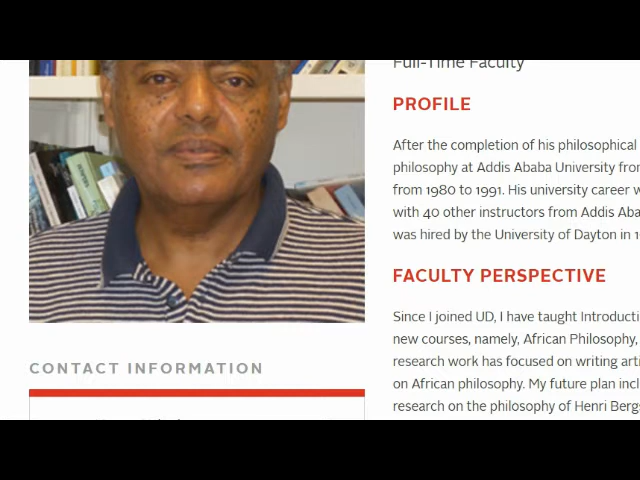 Full-Time Faculty
PROFILE
After the completion of his philosophical
philosophy at Addis Ababa University from
from 1980 to 1991. His university career w
with 40 other instructors from Addis Aba
was hired by the University of Dayton in 1
FACULTY PERSPECTIVE
Since I joined UD, I have taught Introducti
new courses, namely, African Philosophy,
research work has focused on writing arti
on African philosophy. My future plan incl
research on the philosophy of Henri Bergs
CONTACT INFORMATION